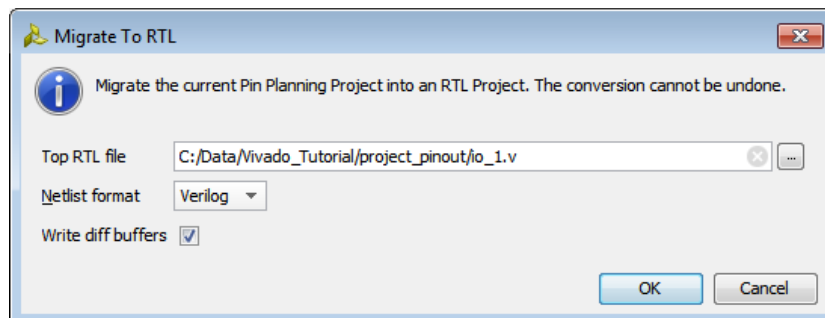 Migrate To RTL
Migrate the current Pin Planning Project into an RTL Project. The conversion cannot be undone.
Top RTL file C:/Data/Vivado_Tutorial/project_pinout/io_1.v ...
Netlist format Verilog
Write diff buffers
OK Cancel